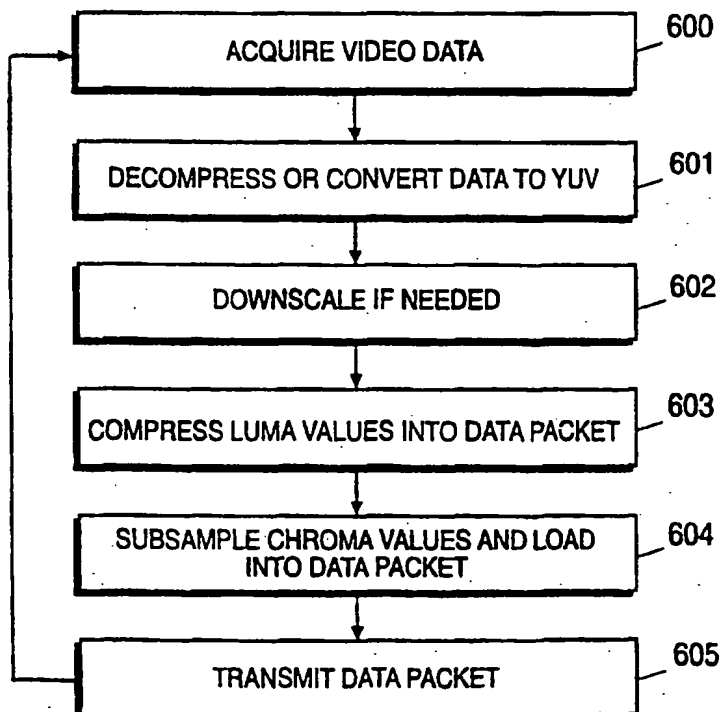 600
ACQUIRE VIDEO DATA
601
DECOMPRESS OR CONVERT DATA TO YUV
602
DOWNSCALE IF NEEDED
603
COMPRESS LUMA VALUES INTO DATA PACKET
604
SUBSAMPLE CHROMA VALUES AND LOAD
INTO DATA PACKET
605
TRANSMIT DATA PACKET